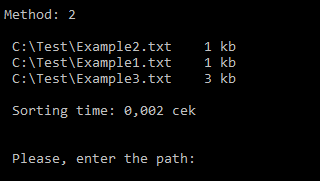 Method: 2
C:\Test\Example2.txt    1 kb
C:\Test\Example1.txt    1 kb
C:\Test\Example3.txt    3 kb
Sorting time: 0,002 cek
Please, enter the path: